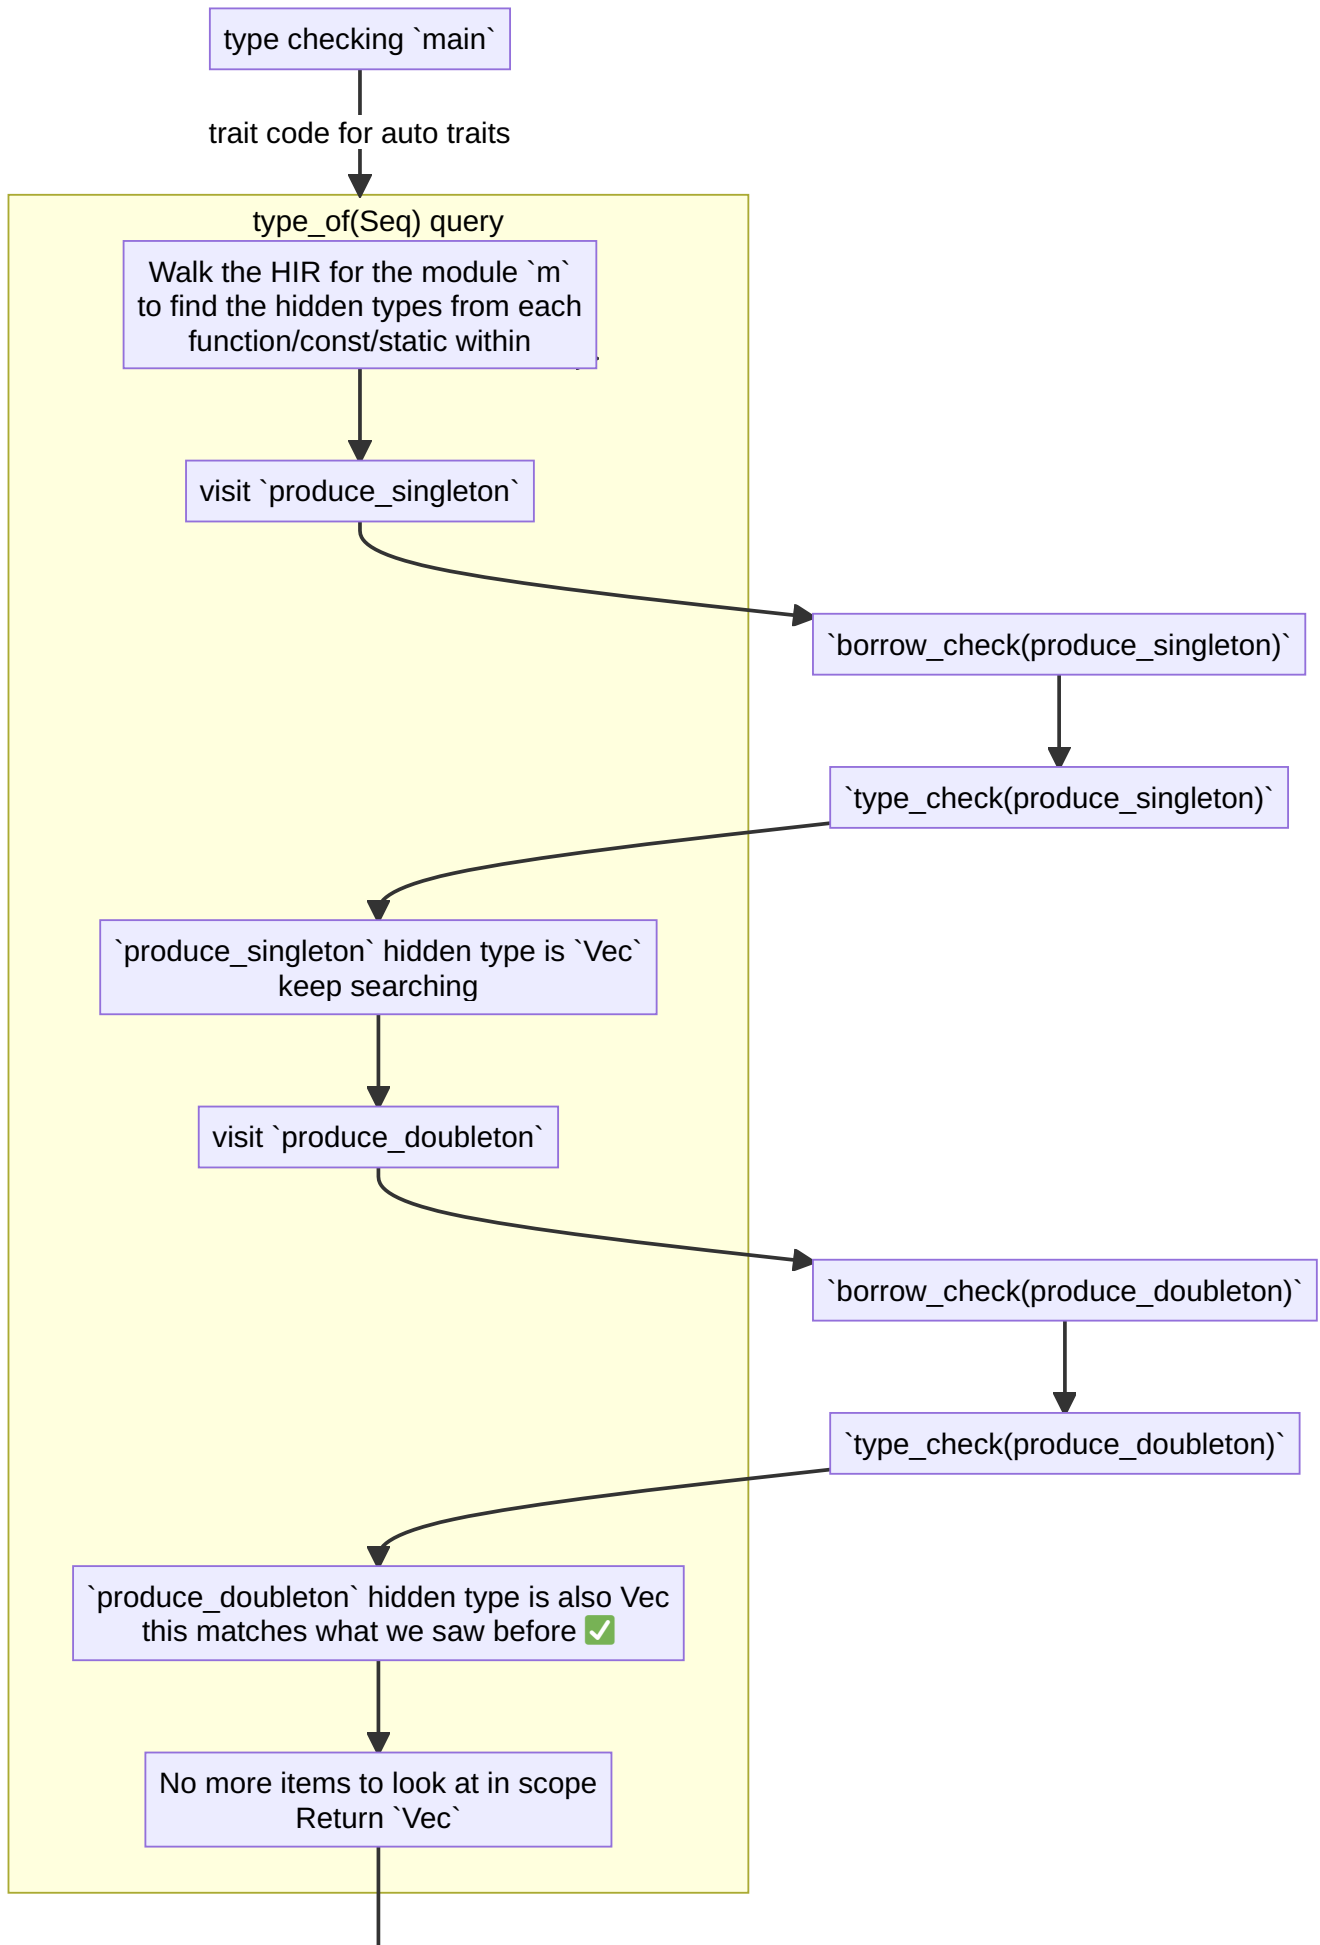 type checking `main`
trait code for auto traits
type_of(Seq) query
Walk the HIR for the module `m`
to find the hidden types from each
function/const/static within
visit `produce_singleton`
`borrow_check(produce_singleton)`
`type_check(produce_singleton)`
`produce_singleton` hidden type is `Vec`
keep searching
visit `produce_doubleton`
`borrow_check(produce_doubleton)`
`type_check(produce_doubleton)`
`produce_doubleton` hidden type is also Vec
this matches what we saw before ✅
No more items to look at in scope
Return `Vec`